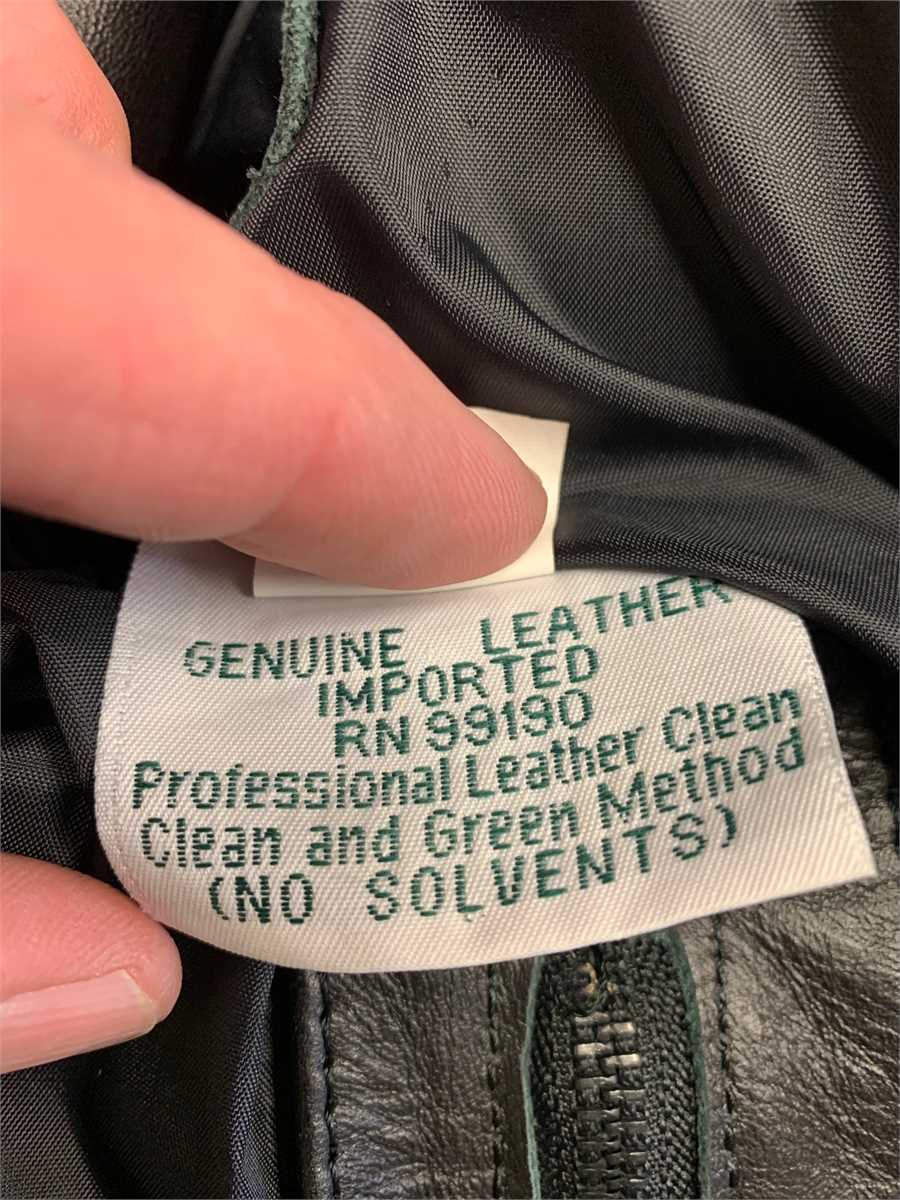 GENUINE LEATHER
IMPORTED
RN 99190
Professional Leather Clean
Clean and Green Method
(NO SOLVENTS)